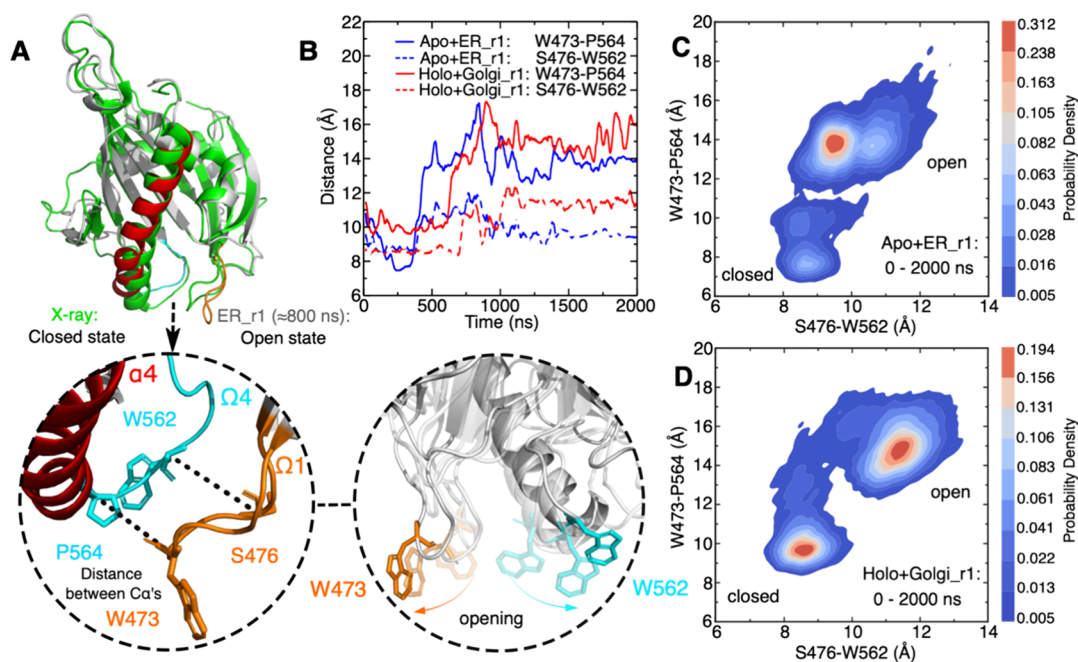 A
X-ray:
Closed state
ER_r1 (≈800 ns):
Open state
α4
W562
Ω4
Ω1
P564
S476
Distance
between Cα's
W473
W473
W562
opening
B
Distance (Å)
22
20
18
16
14
12
10
8
6
Apo+ER_r1: W473-P564
Apo+ER_r1: S476-W562
Holo+Golgi_r1: W473-P564
Holo+Golgi_r1: S476-W562
0 500 1000 1500 2000
Time (ns)
C
W473-P564 (Å)
20
18
16
14
12
10
8
6
open
closed
Apo+ER_r1:
0 - 2000 ns
6 8 10 12 14
S476-W562 (Å)
0.312
0.238
0.163
0.105
0.093
0.082
0.063
0.043
0.028
0.016
0.005
Probability Density
D
W473-P564 (Å)
20
18
16
14
12
10
8
6
open
closed
Holo+Golgi_r1:
0 - 2000 ns
6 8 10 12 14
S476-W562 (Å)
0.194
0.156
0.131
0.106
0.083
0.061
0.041
0.022
0.013
0.005
Probability Density